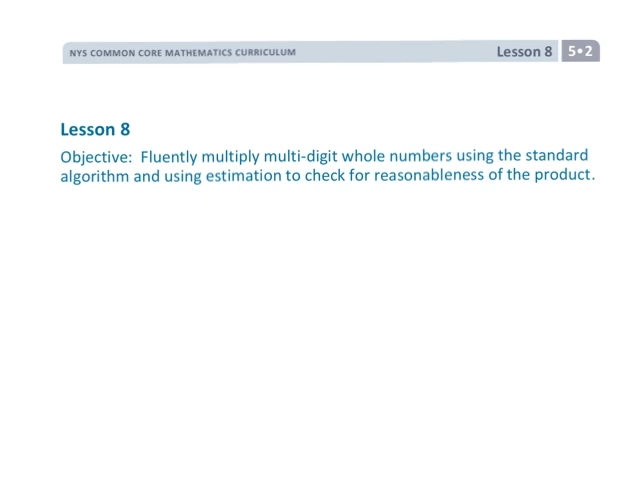 NYS COMMON CORE MATHEMATICS CURRICULUM Lesson 8 5•2
Lesson 8
Objective: Fluently multiply multi-digit whole numbers using the standard
algorithm and using estimation to check for reasonableness of the product.